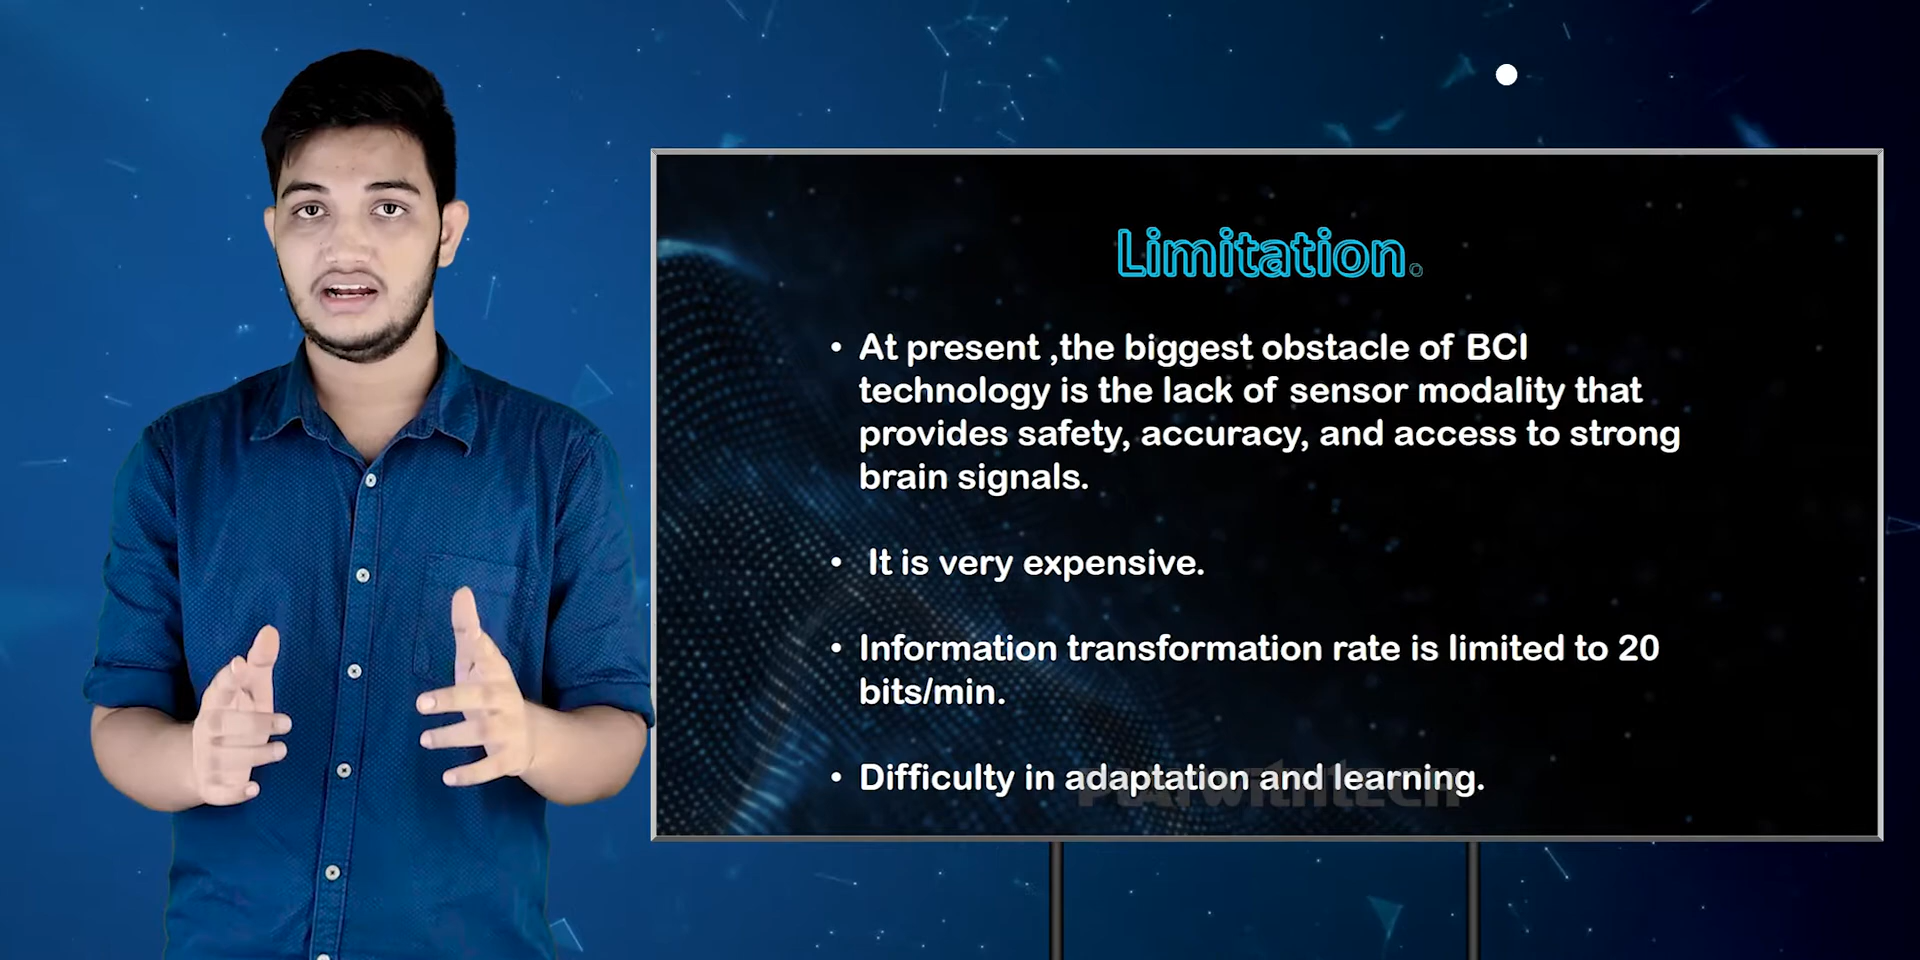 Limitation.
• At present ,the biggest obstacle of BCI
technology is the lack of sensor modality that
provides safety, accuracy, and access to strong
brain signals.
• It is very expensive.
• Information transformation rate is limited to 20
bits/min.
• Difficulty in adaptation and learning.